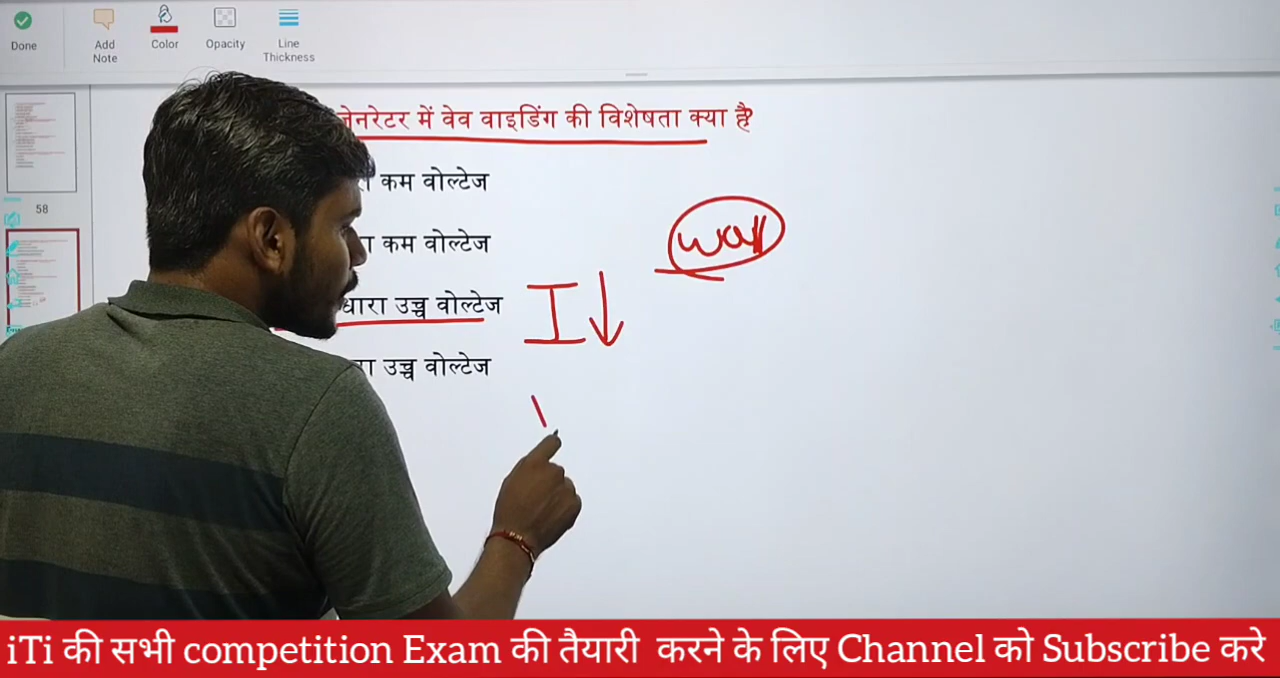 Done
Add
Note
Color
Opacity
Line
Thickness
जेनरेटर में वेव वाइडिंग की विशेषता क्या है?
कम वोल्टेज
58
कम वोल्टेज
धारा उच्च वोल्टेज
I↓
उच्च वोल्टेज
iTi की सभी competition Exam की तैयारी करने के लिए Channel को Subscribe करे